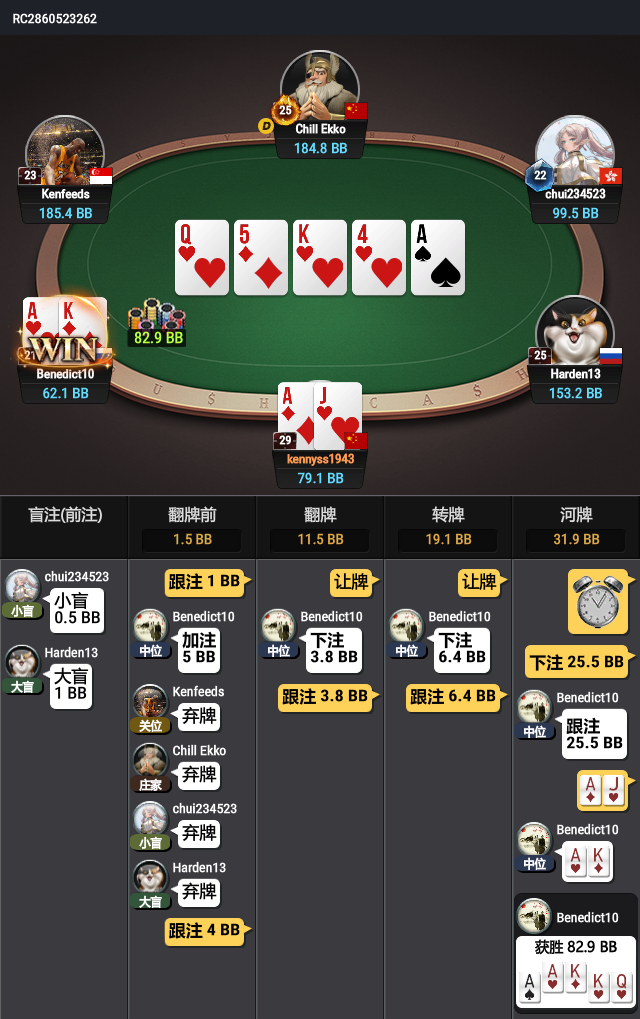 RC2860523262
25
D
Chill Ekko
184.8 BB
23
Kenfeeds
185.4 BB
22
chui234523
99.5 BB
Q 5 K 4 A
A K
WIN
Benedict10
62.1 BB
82.9 BB
25
Harden13
153.2 BB
A J
29
kennyss1943
79.1 BB
U $ H C A $ H
盲注(前注)
翻牌前
1.5 BB
翻牌
11.5 BB
转牌
19.1 BB
河牌
31.9 BB
chui234523
小盲
小盲
0.5 BB
Harden13
大盲
大盲
1 BB
跟注 1 BB
Benedict10
中位
加注
5 BB
Kenfeeds
关位
弃牌
Chill Ekko
庄家
弃牌
chui234523
小盲
弃牌
Harden13
大盲
弃牌
跟注 4 BB
让牌
Benedict10
中位
下注
3.8 BB
跟注 3.8 BB
让牌
Benedict10
中位
下注
6.4 BB
跟注 6.4 BB
下注 25.5 BB
Benedict10
中位
跟注
25.5 BB
A J
Benedict10
中位
A K
Benedict10
获胜 82.9 BB
A A K K Q